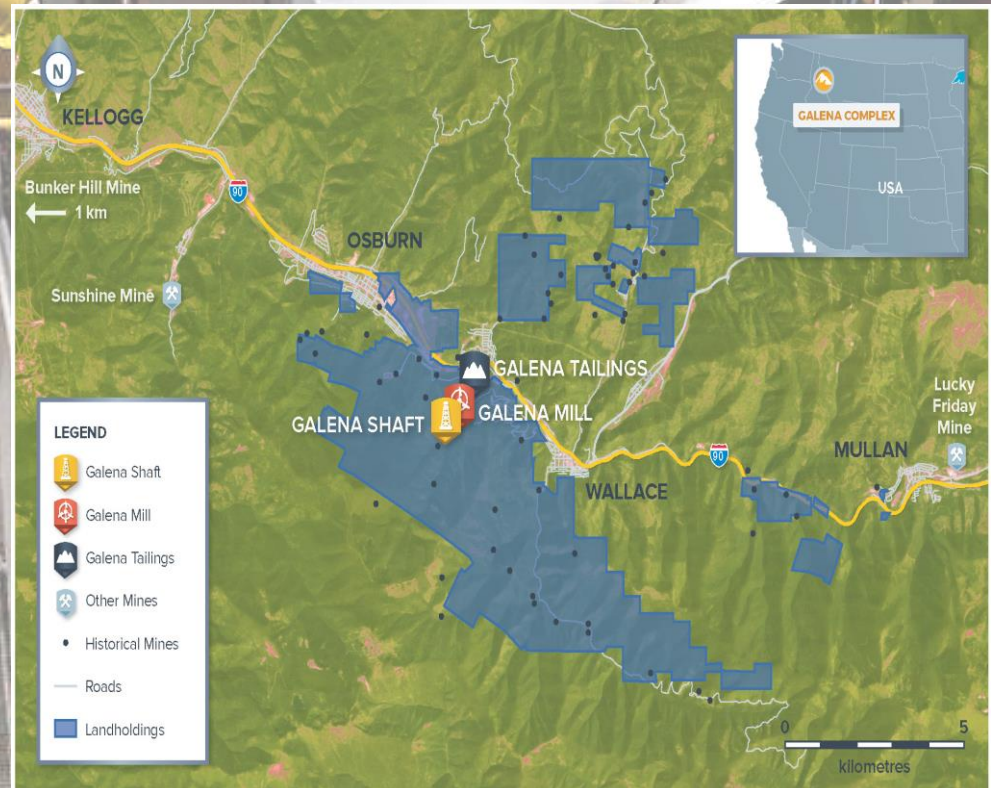 N
KELLOGG
Bunker Hill Mine
1 km
90
OSBURN
Sunshine Mine
GALENA COMPLEX
USA
GALENA TAILINGS
GALENA MILL
GALENA SHAFT
WALLACE
90
MULLAN
Lucky
Friday
Mine
LEGEND
Galena Shaft
Galena Mill
Galena Tailings
Other Mines
Historical Mines
Roads
Landholdings
0 5
kilometres